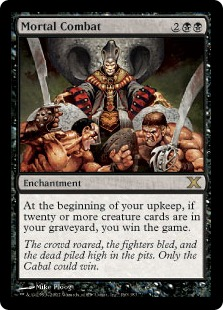 Mortal Combat 2
Enchantment X
At the beginning of your upkeep, if
twenty or more creature cards are in
your graveyard, you win the game.
The crowd roared, the fighters bled, and
the dead piled high in the pits. Only the
Cabal could win.
Mike Ploog